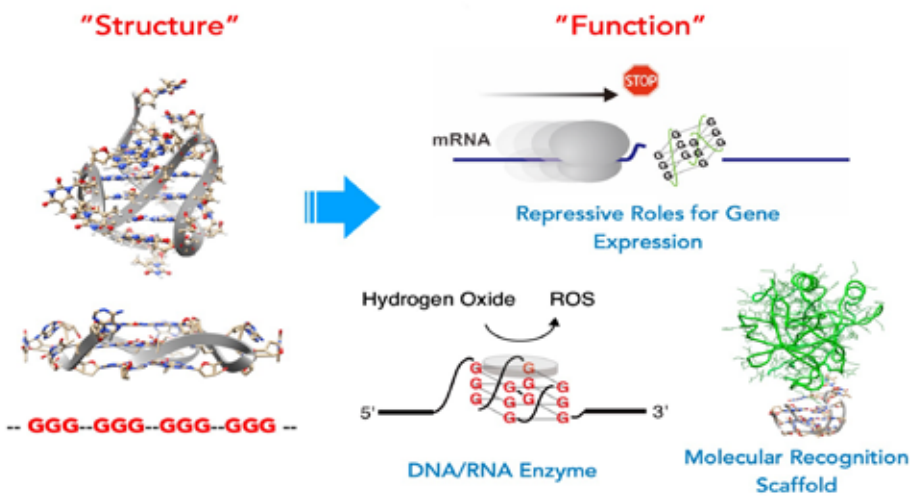 "Structure"
"Function"
STOP
mRNA
G G G G G G G G G G G
Repressive Roles for Gene
Expression
Hydrogen Oxide ROS
G G G G G G G G G G G G
5' 3'
-- GGG--GGG--GGG--GGG --
DNA/RNA Enzyme
Molecular Recognition
Scaffold